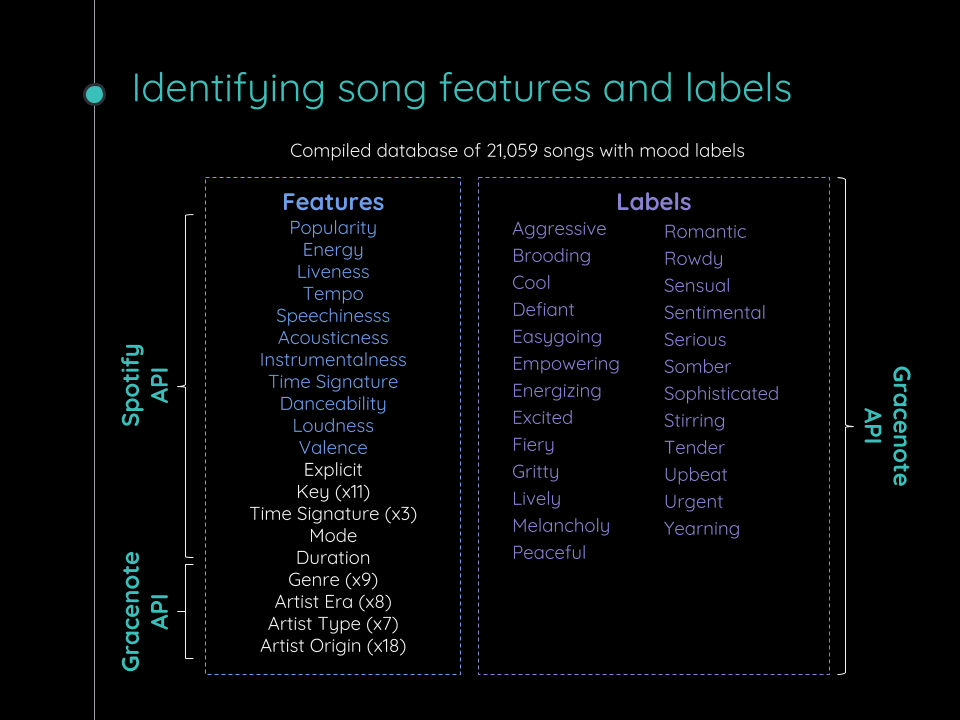 Identifying song features and labels
Compiled database of 21,059 songs with mood labels
Spotify
API
Gracenote
API
Features
Popularity
Energy
Liveness
Tempo
Speechinesss
Acousticness
Instrumentalness
Time Signature
Danceability
Loudness
Valence
Explicit
Key (x11)
Time Signature (x3)
Mode
Duration
Genre (x9)
Artist Era (x8)
Artist Type (x7)
Artist Origin (x18)
Labels
Aggressive
Brooding
Cool
Defiant
Easygoing
Empowering
Energizing
Excited
Fiery
Gritty
Lively
Melancholy
Peaceful
Romantic
Rowdy
Sensual
Sentimental
Serious
Somber
Sophisticated
Stirring
Tender
Upbeat
Urgent
Yearning
Gracenote
API